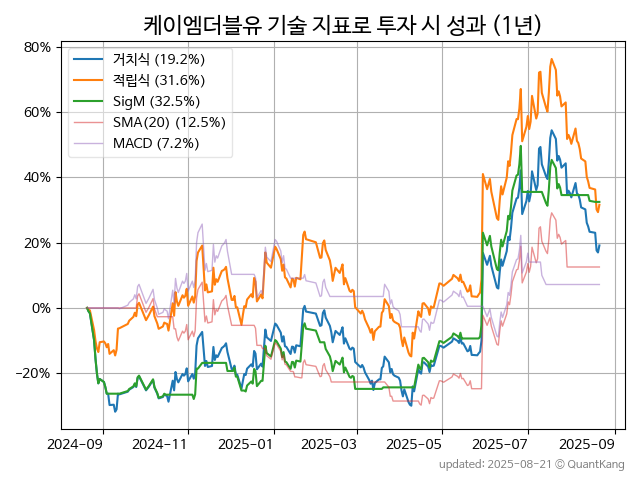 케이엠더블유 기술 지표로 투자 시 성과 (1년)
80%
60%
40%
20%
0%
−20%
거치식 (19.2%)
적립식 (31.6%)
SigM (32.5%)
SMA(20) (12.5%)
MACD (7.2%)
2024-09
2024-11
2025-01
2025-03
2025-05
2025-07
2025-09
updated: 2025-08-21 © QuantKang